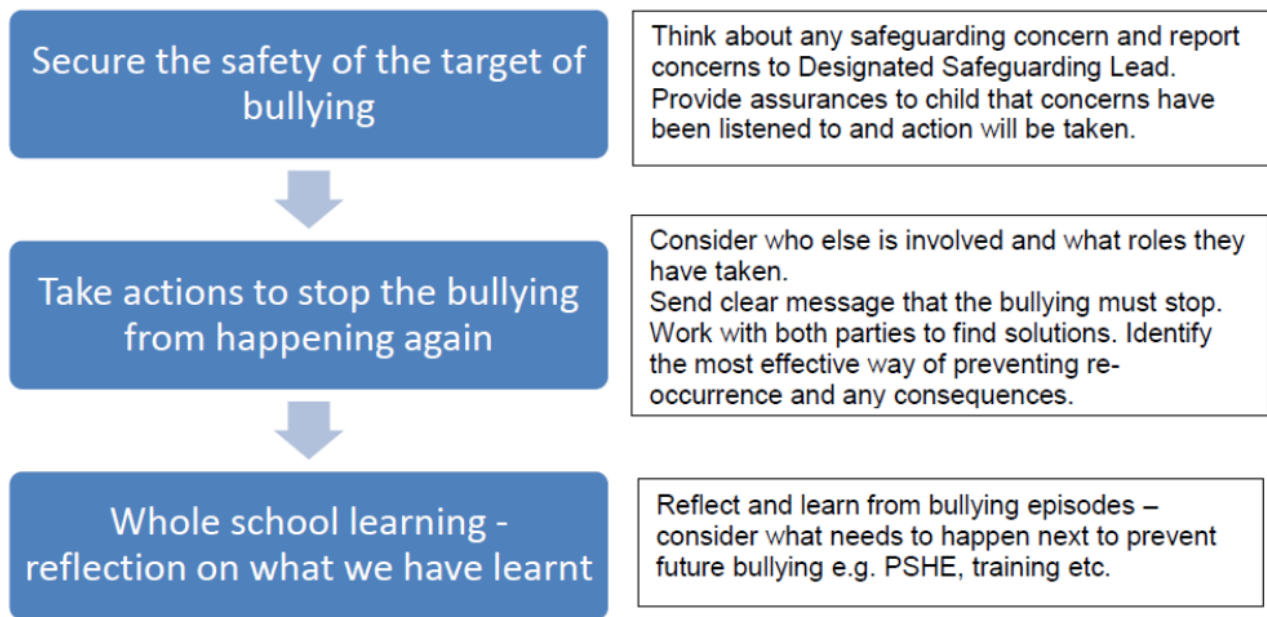 Secure the safety of the target of
bullying
Think about any safeguarding concern and report
concerns to Designated Safeguarding Lead.
Provide assurances to child that concerns have
been listened to and action will be taken.
Take actions to stop the bullying
from happening again
Consider who else is involved and what roles they
have taken.
Send clear message that the bullying must stop.
Work with both parties to find solutions. Identify
the most effective way of preventing re-
occurrence and any consequences.
Whole school learning -
reflection on what we have learnt
Reflect and learn from bullying episodes –
consider what needs to happen next to prevent
future bullying e.g. PSHE, training etc.